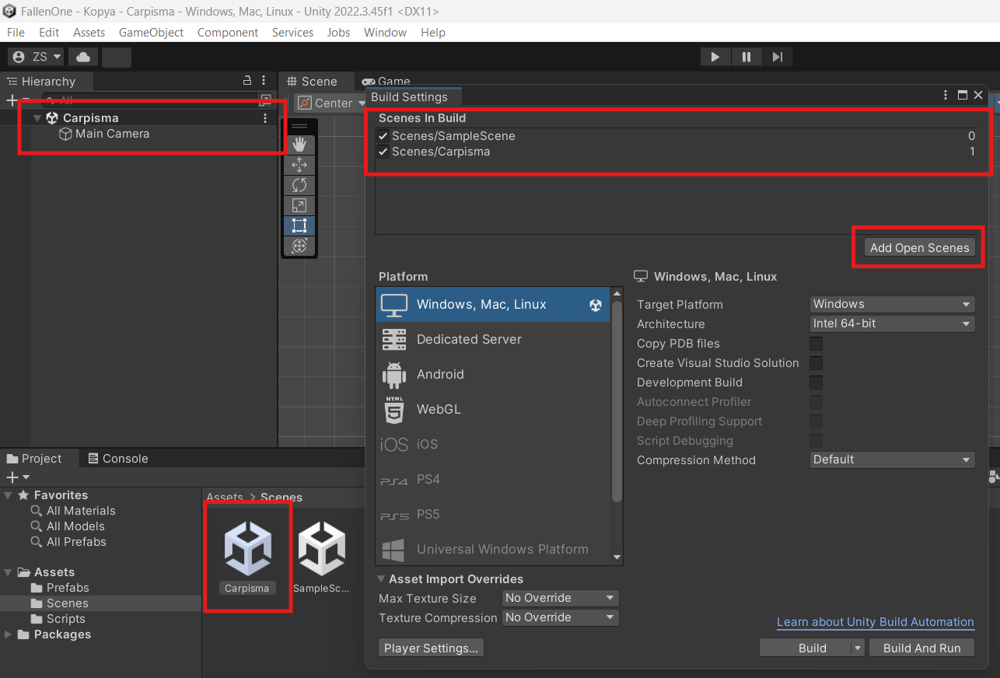 FallenOne - Kopya - Carpisma - Windows, Mac, Linux - Unity 2022.3.45f1 <DX11>
File Edit Assets GameObject Component Services Jobs Window Help
ZS
Hierarchy
All
Carpisma
Main Camera
Scene Game
Center
Build Settings
Scenes In Build
Scenes/SampleScene 0
Scenes/Carpisma 1
Add Open Scenes
Platform
Windows, Mac, Linux
Dedicated Server
Android
HTML
5
WebGL
iOS iOS
PS4 PS4
PS5 PS5
Universal Windows Platform
Windows, Mac, Linux
Target Platform Windows
Architecture Intel 64-bit
Copy PDB files
Create Visual Studio Solution
Development Build
Autoconnect Profiler
Deep Profiling Support
Script Debugging
Compression Method Default
Asset Import Overrides
Max Texture Size No Override
Texture Compression No Override
Player Settings...
Learn about Unity Build Automation
Build Build And Run
Project Console
Favorites
All Materials
All Models
All Prefabs
Assets
Prefabs
Scenes
Scripts
Packages
Assets > Scenes
Carpisma SampleSc...